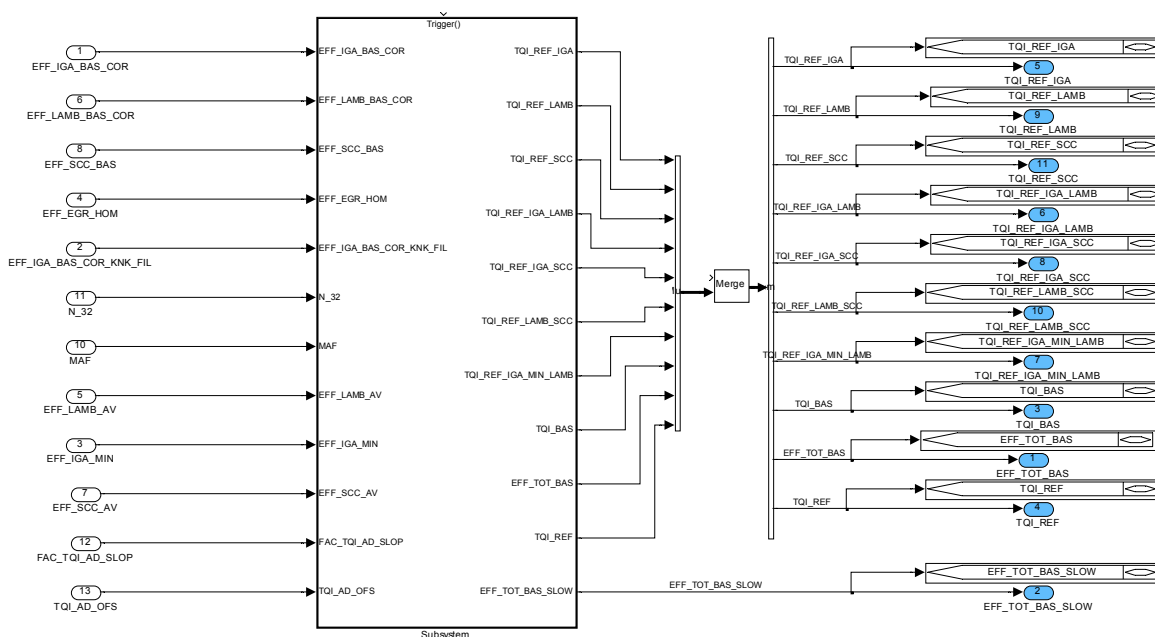 Trigger()
1
EFF_IGA_BAS_COR
6
EFF_LAMB_BAS_COR
8
EFF_SCC_BAS
4
EFF_EGR_HOM
2
EFF_IGA_BAS_COR_KNK_FIL
11
N_32
10
MAF
5
EFF_LAMB_AV
3
EFF_IGA_MIN
7
EFF_SCC_AV
12
FAC_TQI_AD_SLOP
13
TQI_AD_OFS
EFF_IGA_BAS_COR
EFF_LAMB_BAS_COR
EFF_SCC_BAS
EFF_EGR_HOM
EFF_IGA_BAS_COR_KNK_FIL
N_32
MAF
EFF_LAMB_AV
EFF_IGA_MIN
EFF_SCC_AV
FAC_TQI_AD_SLOP
TQI_AD_OFS
TQI_REF_IGA
TQI_REF_LAMB
TQI_REF_SCC
TQI_REF_IGA_LAMB
TQI_REF_IGA_SCC
TQI_REF_LAMB_SCC
TQI_REF_IGA_MIN_LAMB
TQI_BAS
EFF_TOT_BAS
TQI_REF
EFF_TOT_BAS_SLOW
Subsystem
Merge
TQI_REF_IGA
TQI_REF_IGA
5
TQI_REF_IGA
TQI_REF_LAMB
TQI_REF_LAMB
9
TQI_REF_LAMB
TQI_REF_SCC
TQI_REF_SCC
11
TQI_REF_SCC
TQI_REF_IGA_LAMB
TQI_REF_IGA_LAMB
6
TQI_REF_IGA_LAMB
TQI_REF_IGA_SCC
TQI_REF_IGA_SCC
8
TQI_REF_IGA_SCC
TQI_REF_LAMB_SCC
TQI_REF_LAMB_SCC
10
TQI_REF_LAMB_SCC
TQI_REF_IGA_MIN_LAMB
TQI_REF_IGA_MIN_LAMB
7
TQI_REF_IGA_MIN_LAMB
TQI_BAS
TQI_BAS
3
TQI_BAS
EFF_TOT_BAS
EFF_TOT_BAS
1
EFF_TOT_BAS
TQI_REF
TQI_REF
4
TQI_REF
EFF_TOT_BAS_SLOW
EFF_TOT_BAS_SLOW
2
EFF_TOT_BAS_SLOW